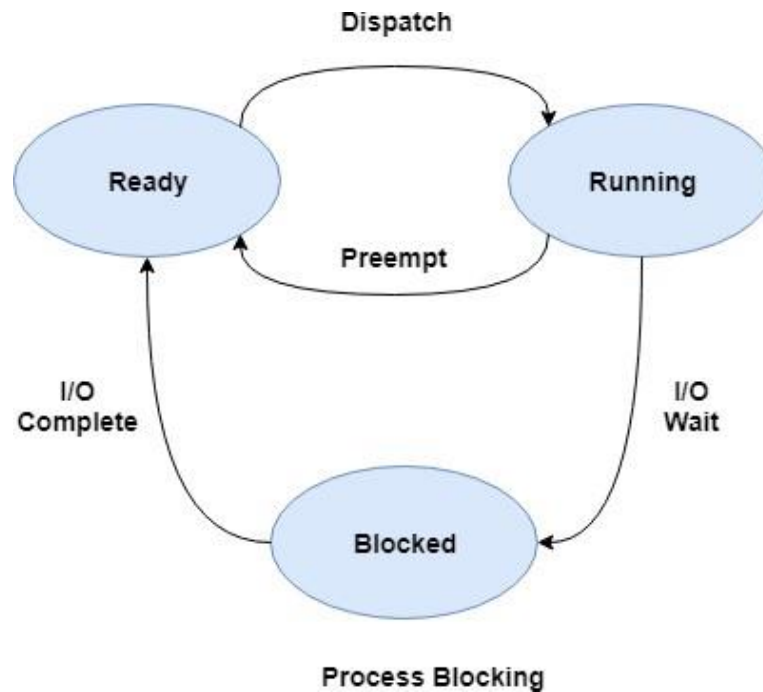 Dispatch
Ready
Running
Preempt
I/O
Complete
I/O
Wait
Blocked
Process Blocking